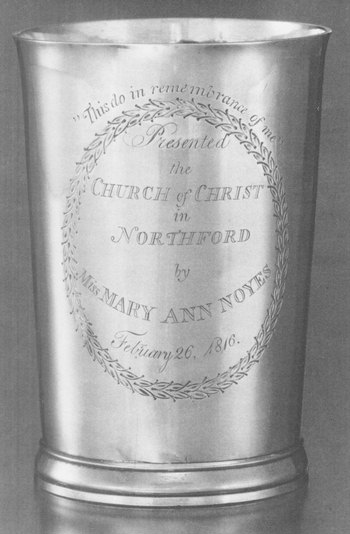 "This do in remembrance of me
Presented
the
CHURCH of CHRIST
in
NORTHFORD
by
Miss MARY ANN NOYES
February 26, 1816.